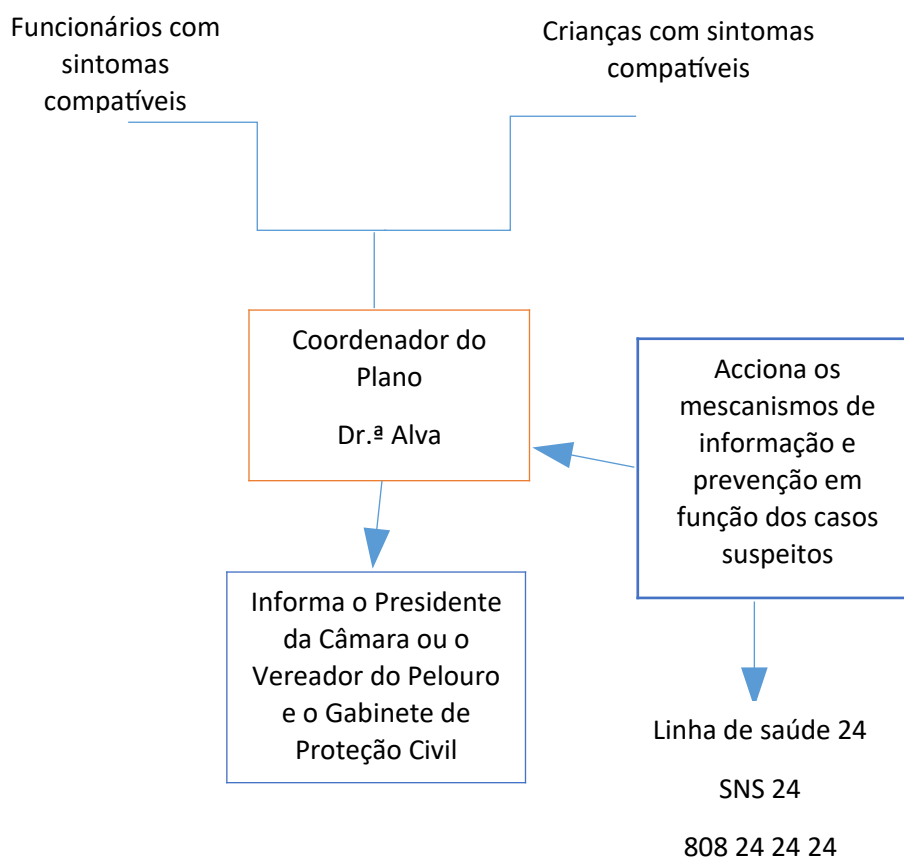 Funcionários com
sintomas
compatíveis
Crianças com sintomas
compatíveis
Coordenador do
Plano
Dr.ª Alva
Acciona os
mescanismos de
informação e
prevenção em
função dos casos
suspeitos
Informa o Presidente
da Câmara ou o
Vereador do Pelouro
e o Gabinete de
Proteção Civil
Linha de saúde 24
SNS 24
808 24 24 24